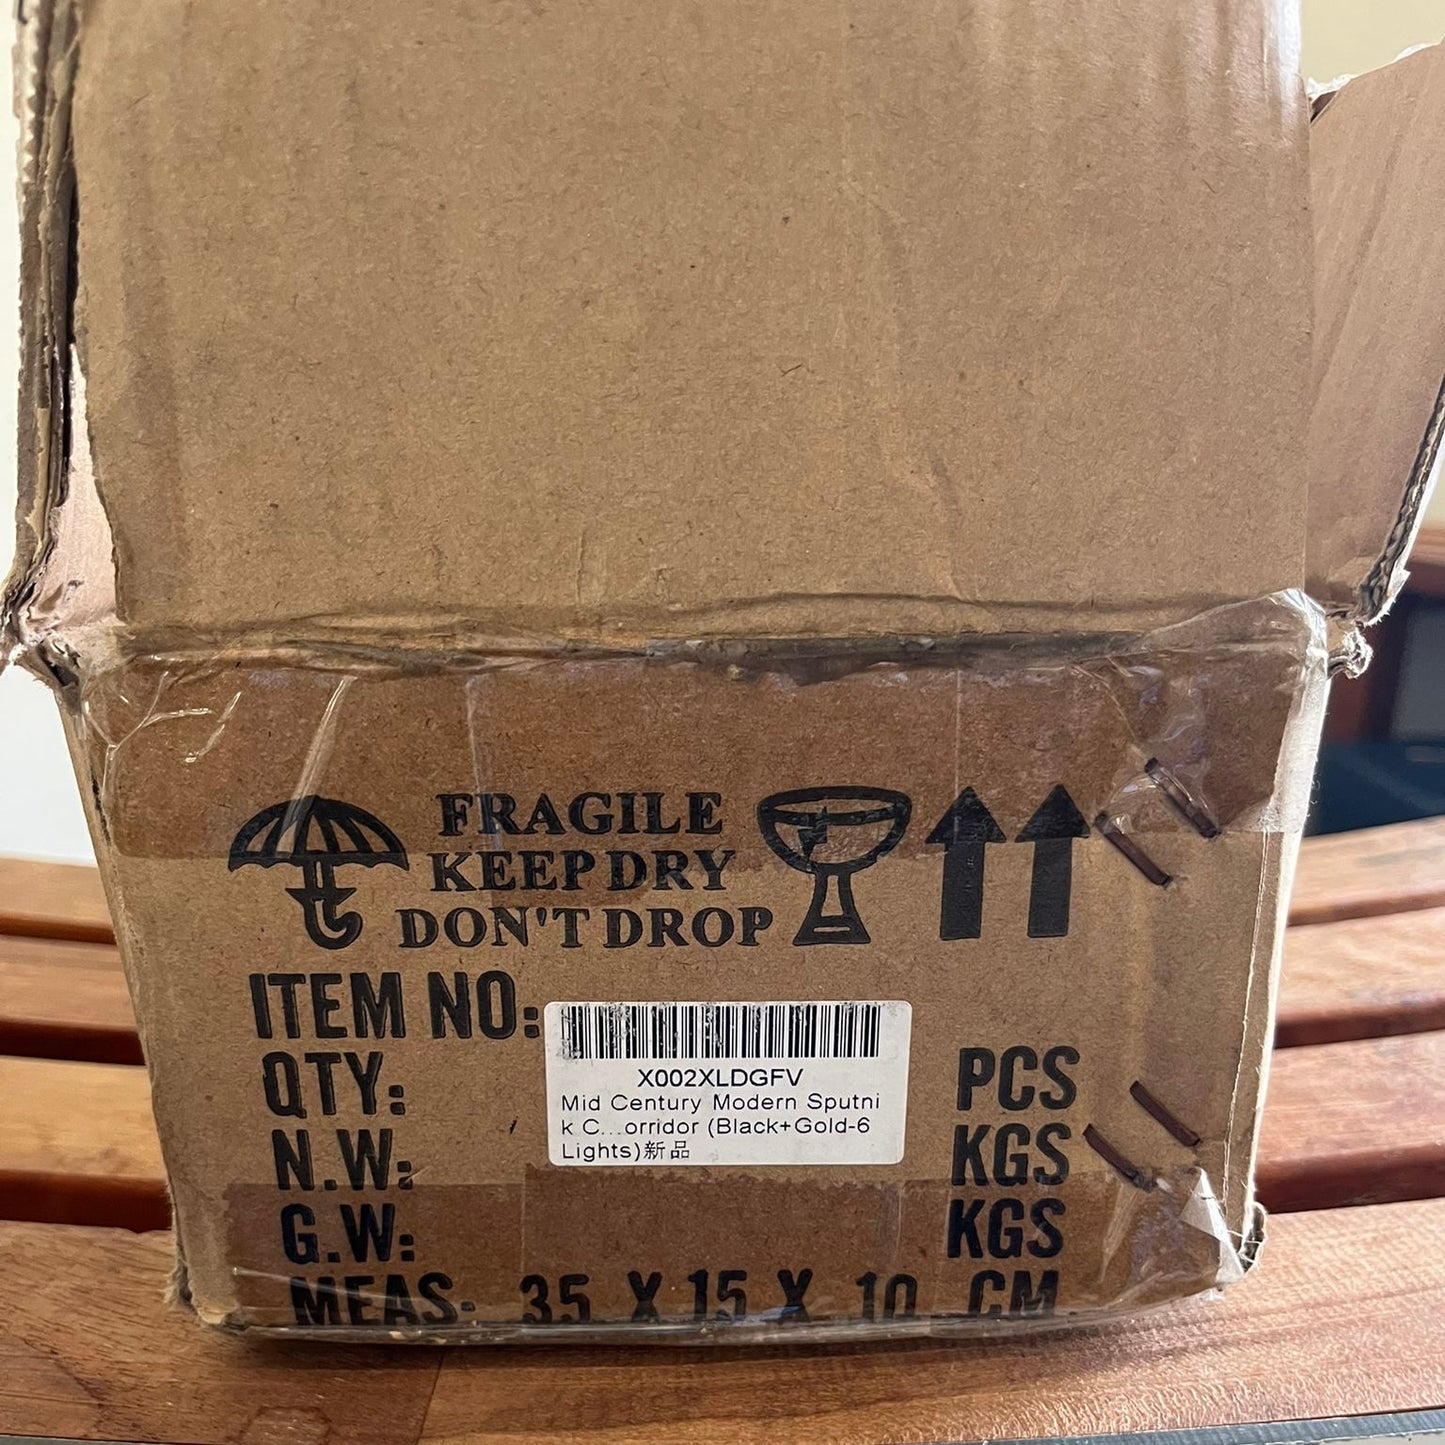 FRAGILE
KEEP DRY
DON'T DROP
ITEM NO:
X002XLDGFV
Mid Century Modern Sputni
k C...orridor (Black+Gold-6
Lights)新品
QTY: PCS
N.W: KGS
G.W: KGS
MEAS: 35 X 15 X 10 CM